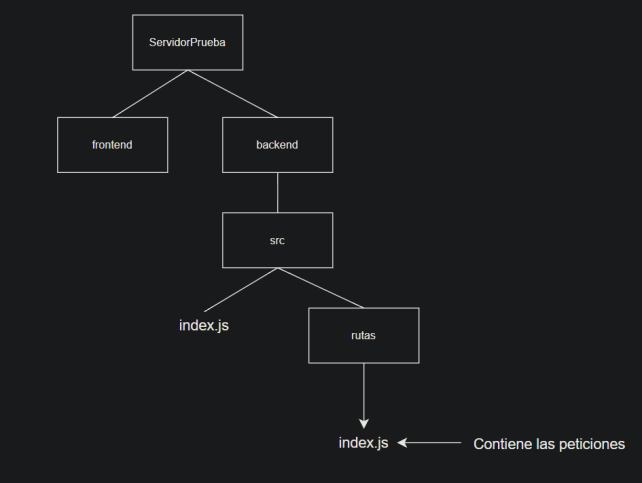 ServidorPrueba
frontend
backend
src
index.js
rutas
index.js
Contiene las peticiones